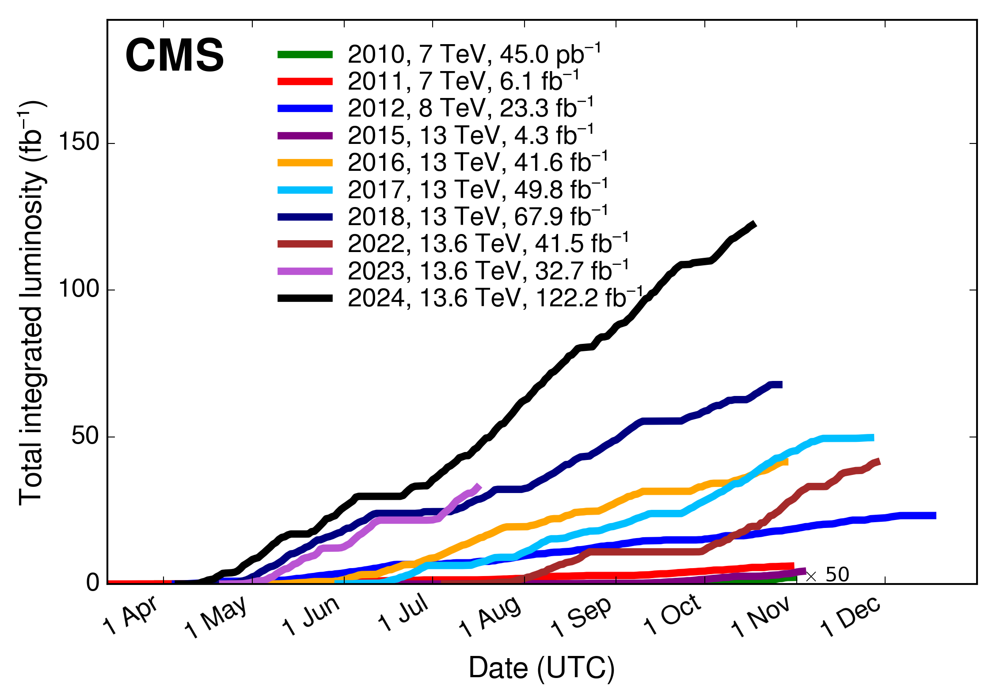 CMS
2010, 7 TeV, 45.0 pb⁻¹
2011, 7 TeV, 6.1 fb⁻¹
2012, 8 TeV, 23.3 fb⁻¹
2015, 13 TeV, 4.3 fb⁻¹
2016, 13 TeV, 41.6 fb⁻¹
2017, 13 TeV, 49.8 fb⁻¹
2018, 13 TeV, 67.9 fb⁻¹
2022, 13.6 TeV, 41.5 fb⁻¹
2023, 13.6 TeV, 32.7 fb⁻¹
2024, 13.6 TeV, 122.2 fb⁻¹
Total integrated luminosity (fb⁻¹)
150
100
50
0
× 50
1 Apr
1 May
1 Jun
1 Jul
1 Aug
1 Sep
1 Oct
1 Nov
1 Dec
Date (UTC)